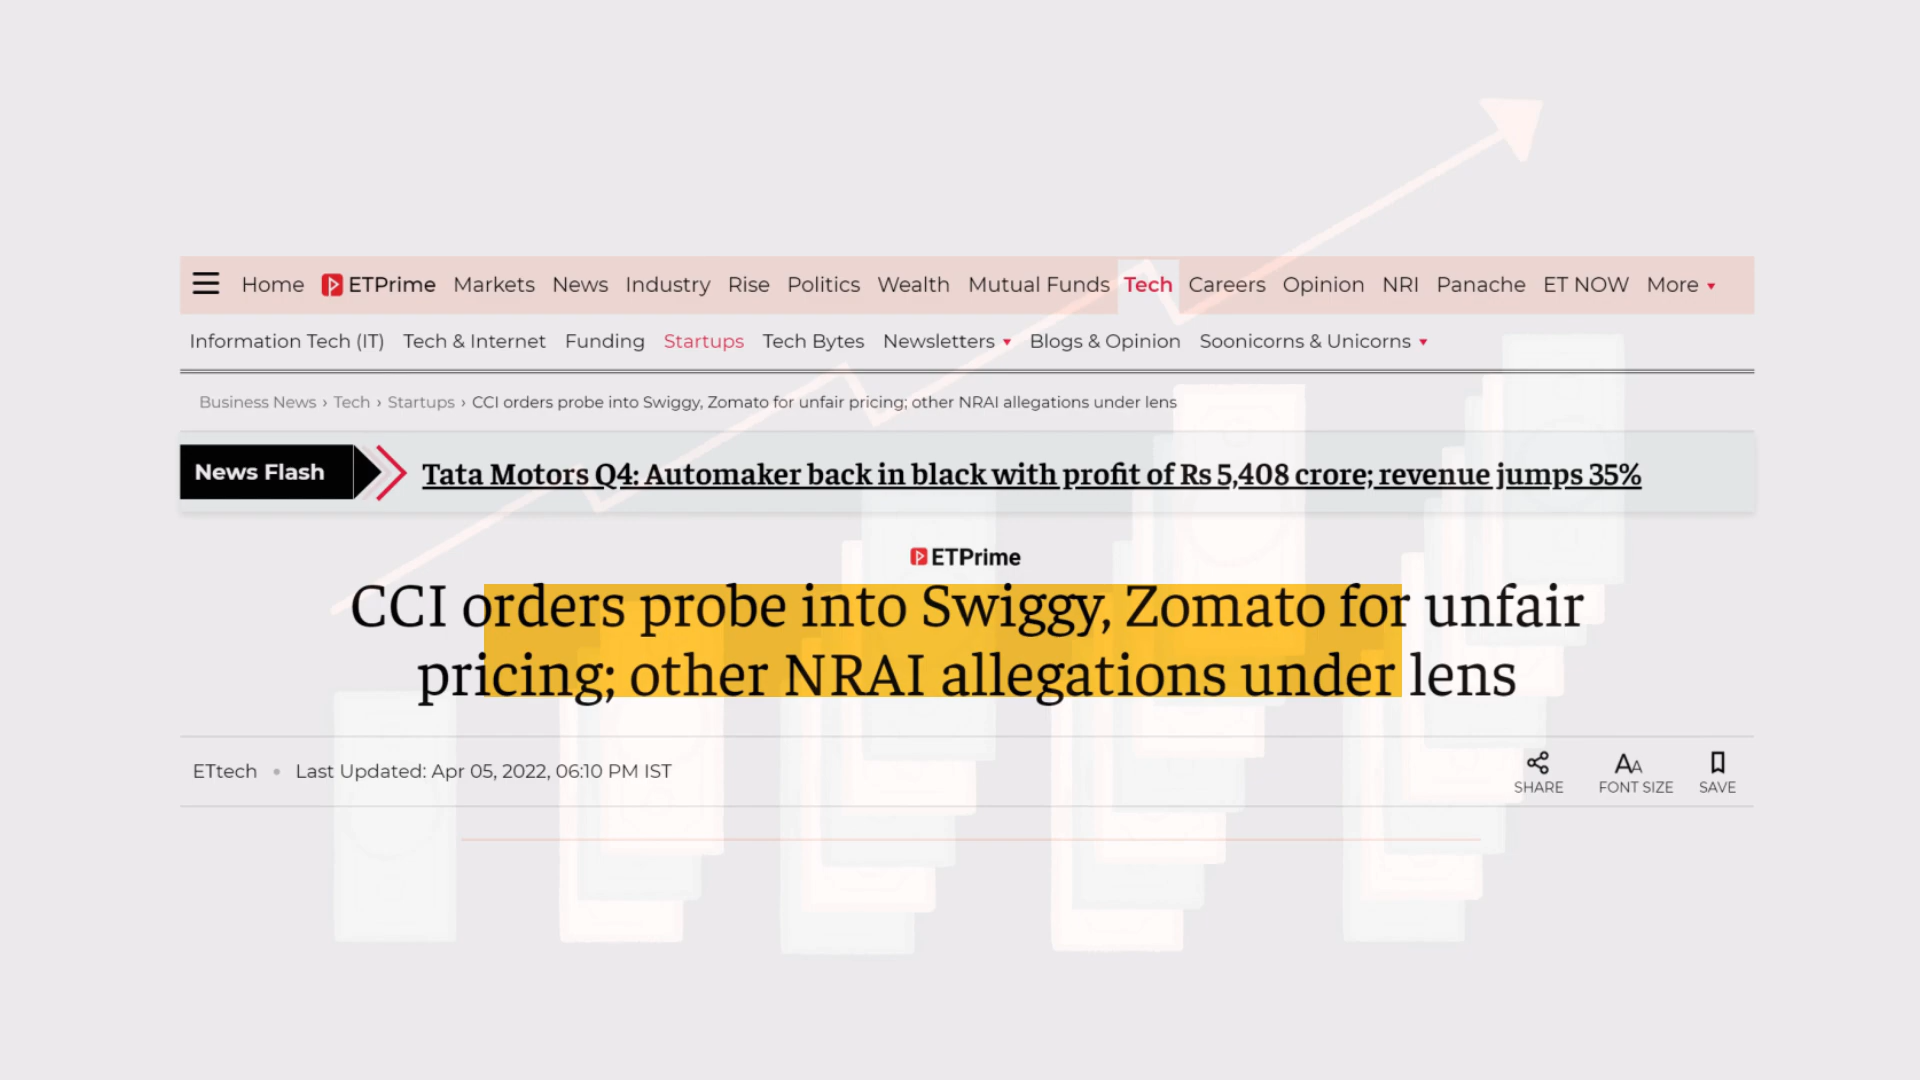 Home ETPrime Markets News Industry Rise Politics Wealth Mutual Funds Tech Careers Opinion NRI Panache ET NOW More
Information Tech (IT) Tech & Internet Funding Startups Tech Bytes Newsletters Blogs & Opinion Soonicorns & Unicorns
Business News › Tech › Startups › CCI orders probe into Swiggy, Zomato for unfair pricing; other NRAI allegations under lens
News Flash Tata Motors Q4: Automaker back in black with profit of Rs 5,408 crore; revenue jumps 35%
ETPrime
CCI orders probe into Swiggy, Zomato for unfair
pricing; other NRAI allegations under lens
ETtech • Last Updated: Apr 05, 2022, 06:10 PM IST
SHARE FONT SIZE SAVE